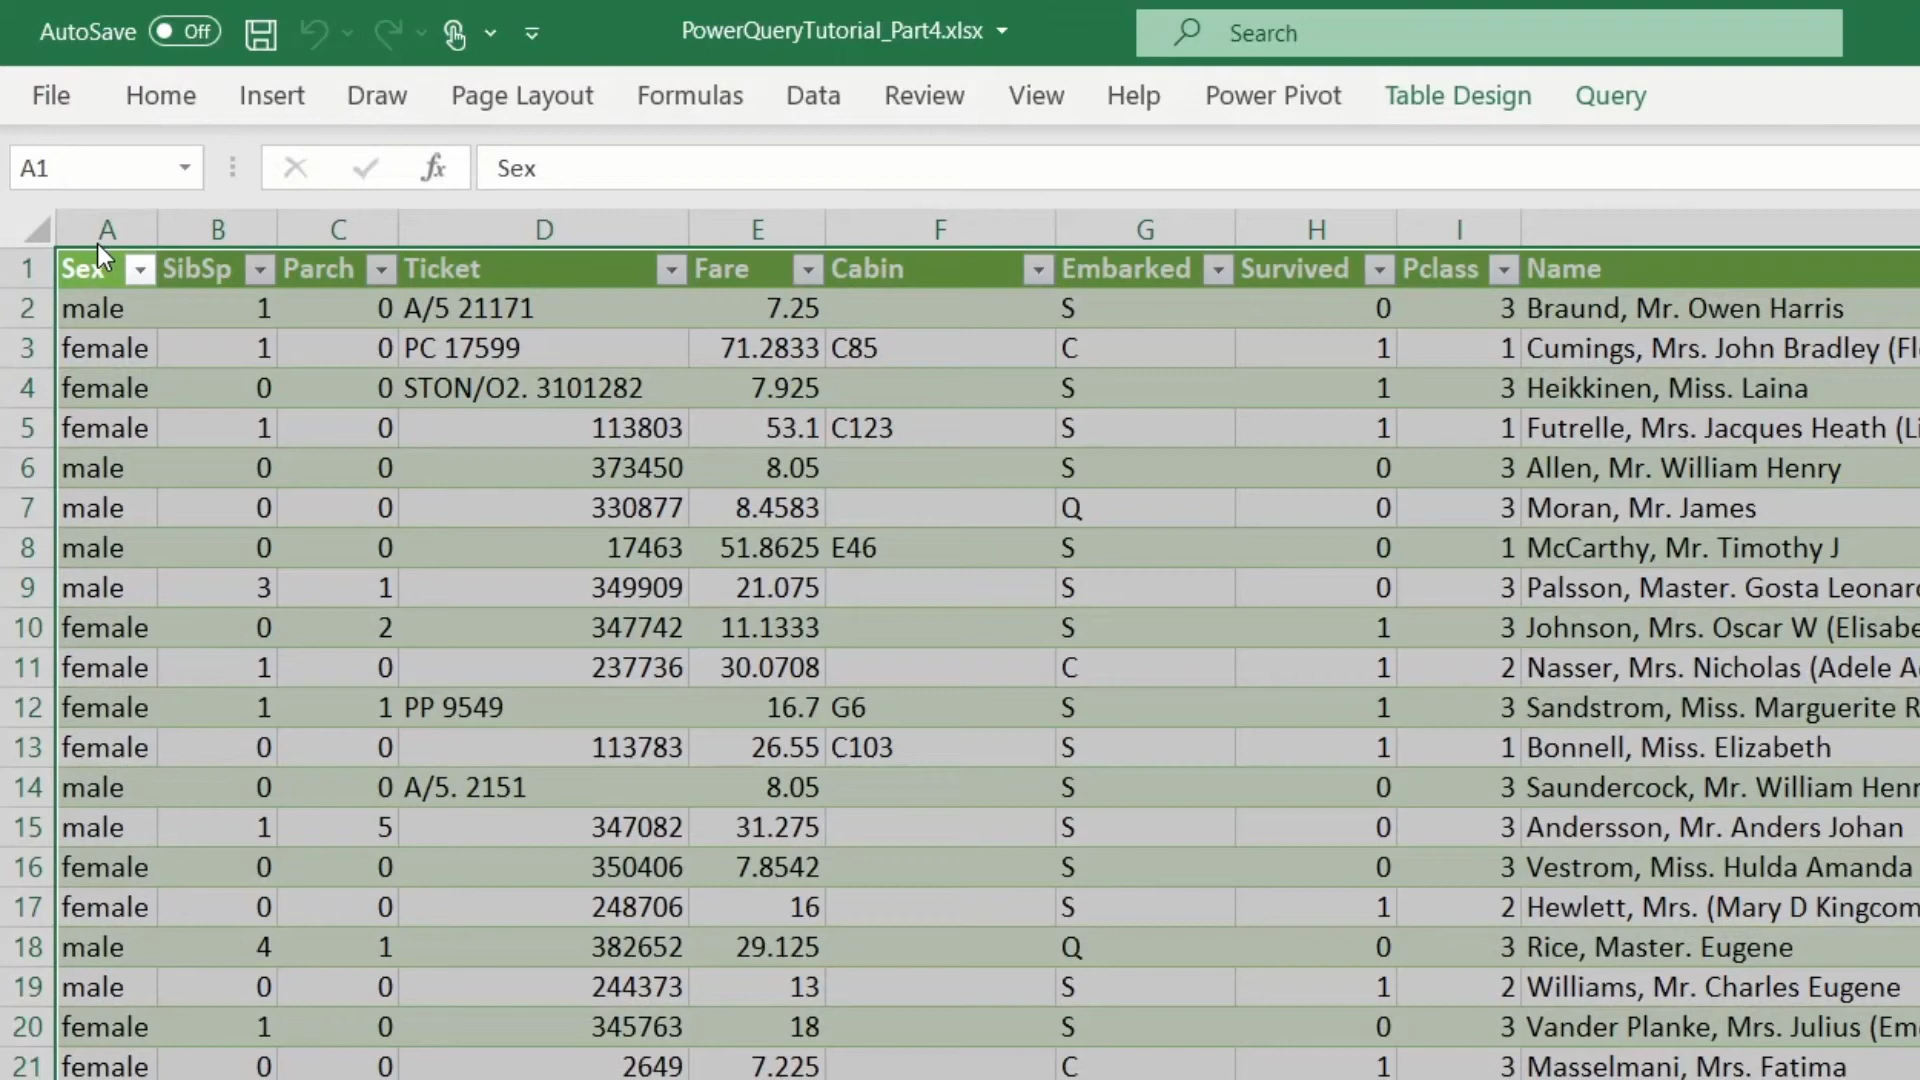 AutoSave Off PowerQueryTutorial_Part4.xlsx Search
File Home Insert Draw Page Layout Formulas Data Review View Help Power Pivot Table Design Query
A1 fx Sex
A B C D E F G H I
1 Sex SibSp Parch Ticket Fare Cabin Embarked Survived Pclass Name
2 male 1 0 A/5 21171 7.25 S 0 3 Braund, Mr. Owen Harris
3 female 1 0 PC 17599 71.2833 C85 C 1 1 Cumings, Mrs. John Bradley (Fl
4 female 0 0 STON/O2. 3101282 7.925 S 1 3 Heikkinen, Miss. Laina
5 female 1 0 113803 53.1 C123 S 1 1 Futrelle, Mrs. Jacques Heath (Li
6 male 0 0 373450 8.05 S 0 3 Allen, Mr. William Henry
7 male 0 0 330877 8.4583 Q 0 3 Moran, Mr. James
8 male 0 0 17463 51.8625 E46 S 0 1 McCarthy, Mr. Timothy J
9 male 3 1 349909 21.075 S 0 3 Palsson, Master. Gosta Leonard
10 female 0 2 347742 11.1333 S 1 3 Johnson, Mrs. Oscar W (Elisabe
11 female 1 0 237736 30.0708 C 1 2 Nasser, Mrs. Nicholas (Adele A
12 female 1 1 PP 9549 16.7 G6 S 1 3 Sandstrom, Miss. Marguerite R
13 female 0 0 113783 26.55 C103 S 1 1 Bonnell, Miss. Elizabeth
14 male 0 0 A/5. 2151 8.05 S 0 3 Saundercock, Mr. William Henr
15 male 1 5 347082 31.275 S 0 3 Andersson, Mr. Anders Johan
16 female 0 0 350406 7.8542 S 0 3 Vestrom, Miss. Hulda Amanda
17 female 0 0 248706 16 S 1 2 Hewlett, Mrs. (Mary D Kingcom
18 male 4 1 382652 29.125 Q 0 3 Rice, Master. Eugene
19 male 0 0 244373 13 S 1 2 Williams, Mr. Charles Eugene
20 female 1 0 345763 18 S 0 3 Vander Planke, Mrs. Julius (Em
21 female 0 0 2649 7.225 C 1 3 Masselmani, Mrs. Fatima